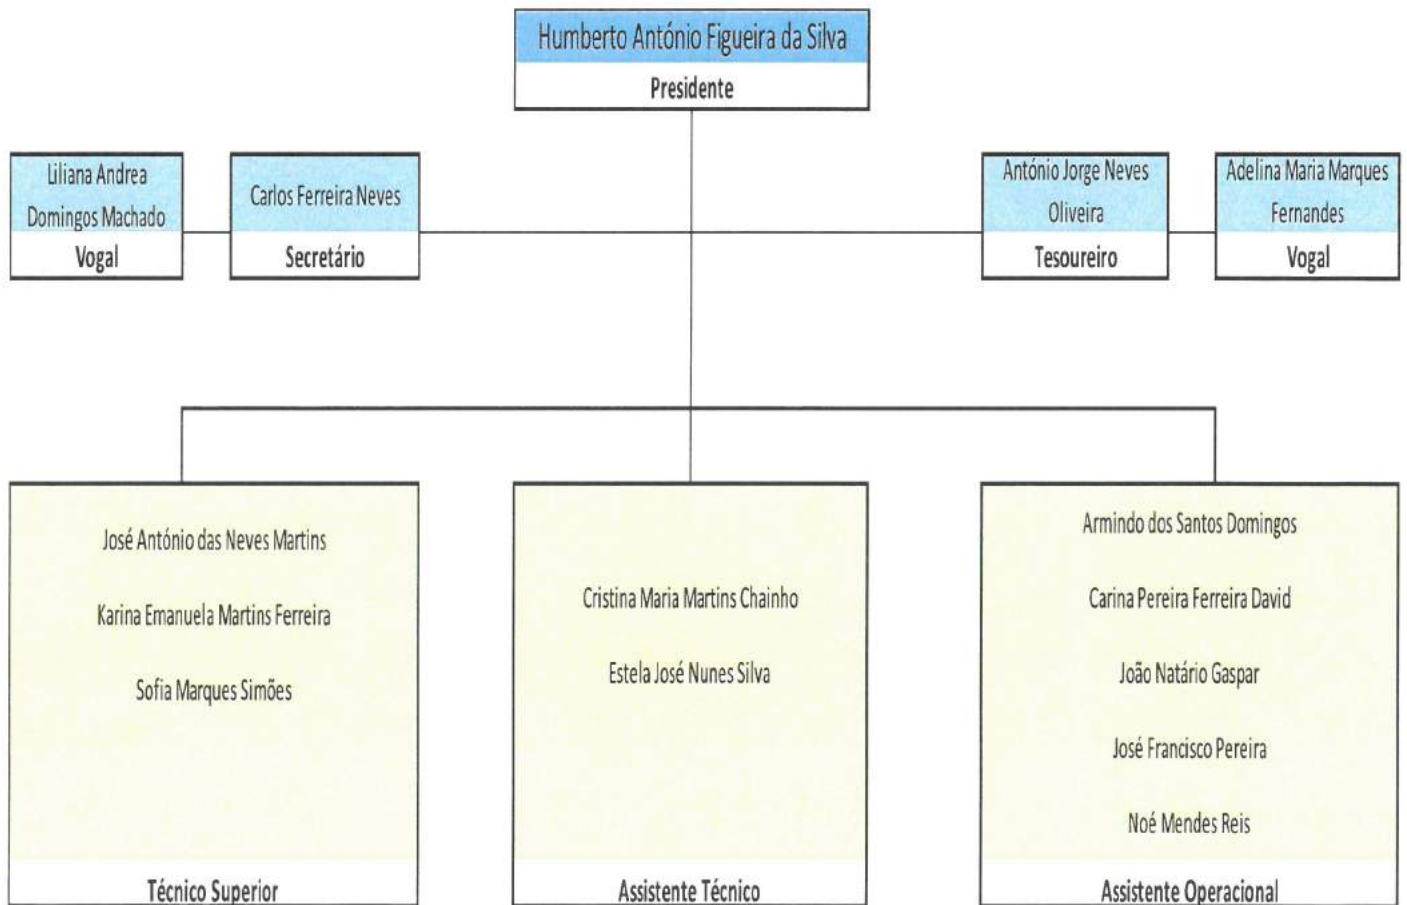 Humberto António Figueira da Silva
Presidente
Liliana Andrea
Domingos Machado
Vogal
Carlos Ferreira Neves
Secretário
António Jorge Neves
Oliveira
Tesoureiro
Adelina Maria Marques
Fernandes
Vogal
José António das Neves Martins
Karina Emanuela Martins Ferreira
Sofia Marques Simões
Técnico Superior
Cristina Maria Martins Chainho
Estela José Nunes Silva
Assistente Técnico
Armindo dos Santos Domingos
Carina Pereira Ferreira David
João Natário Gaspar
José Francisco Pereira
Noé Mendes Reis
Assistente Operacional